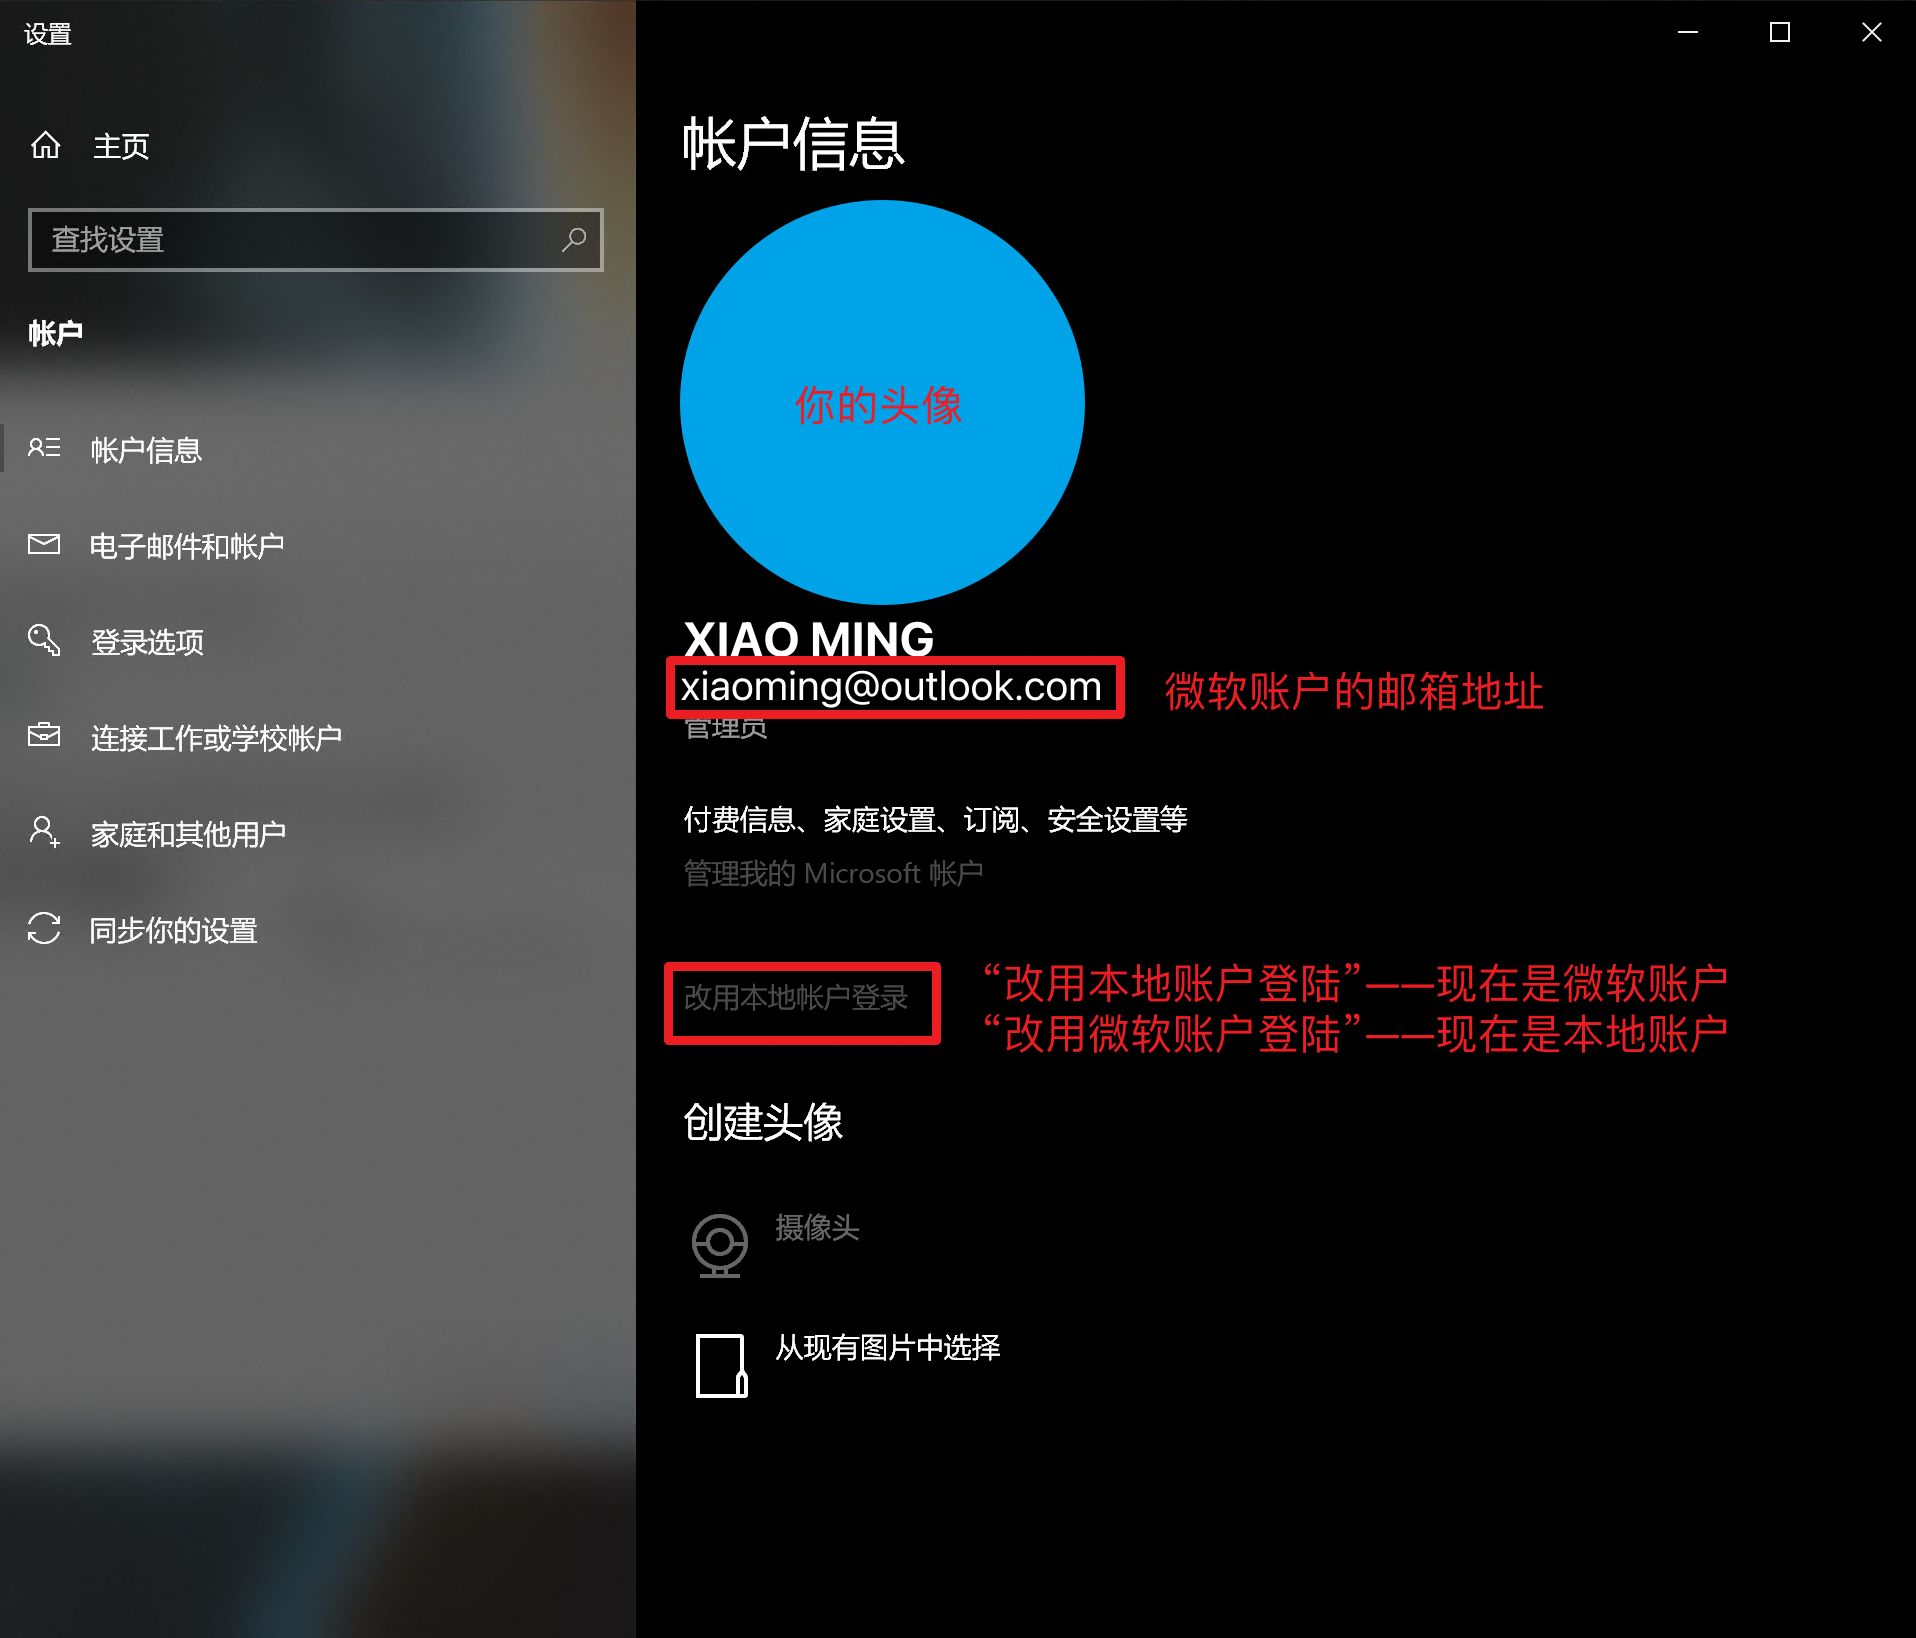 设置
主页
查找设置
帐户
帐户信息
电子邮件和帐户
登录选项
连接工作或学校帐户
家庭和其他用户
同步你的设置
帐户信息
你的头像
XIAO MING
xiaoming@outlook.com
微软账户的邮箱地址
管理员
付费信息、家庭设置、订阅、安全设置等
管理我的 Microsoft 帐户
改用本地帐户登录
“改用本地账户登陆”——现在是微软账户
“改用微软账户登陆”——现在是本地账户
创建头像
摄像头
从现有图片中选择